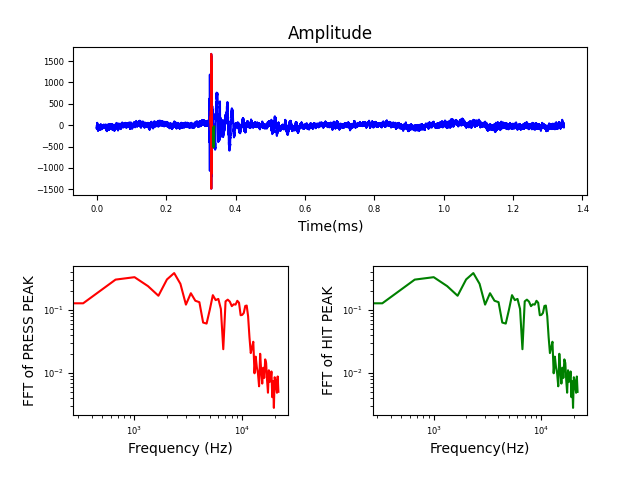 Amplitude
1500
1000
500
0
−500
−1000
−1500
0.0 0.2 0.4 0.6 0.8 1.0 1.2 1.4
Time(ms)
FFT of PRESS PEAK
10⁻¹
10⁻²
10³ 10⁴
Frequency (Hz)
FFT of HIT PEAK
10⁻¹
10⁻²
10³ 10⁴
Frequency(Hz)